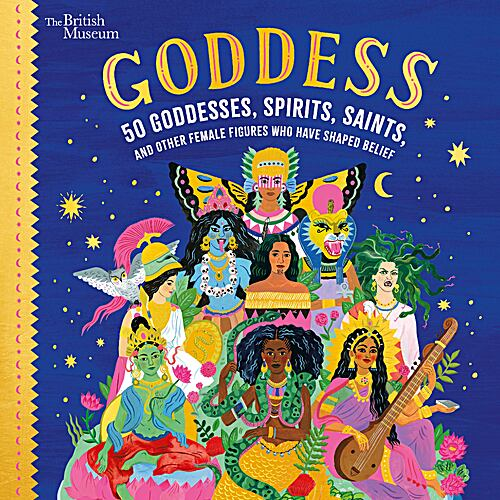 The British
Museum
GODDESS
50 GODDESSES, SPIRITS, SAINTS,
AND OTHER FEMALE FIGURES WHO HAVE SHAPED BELIEF